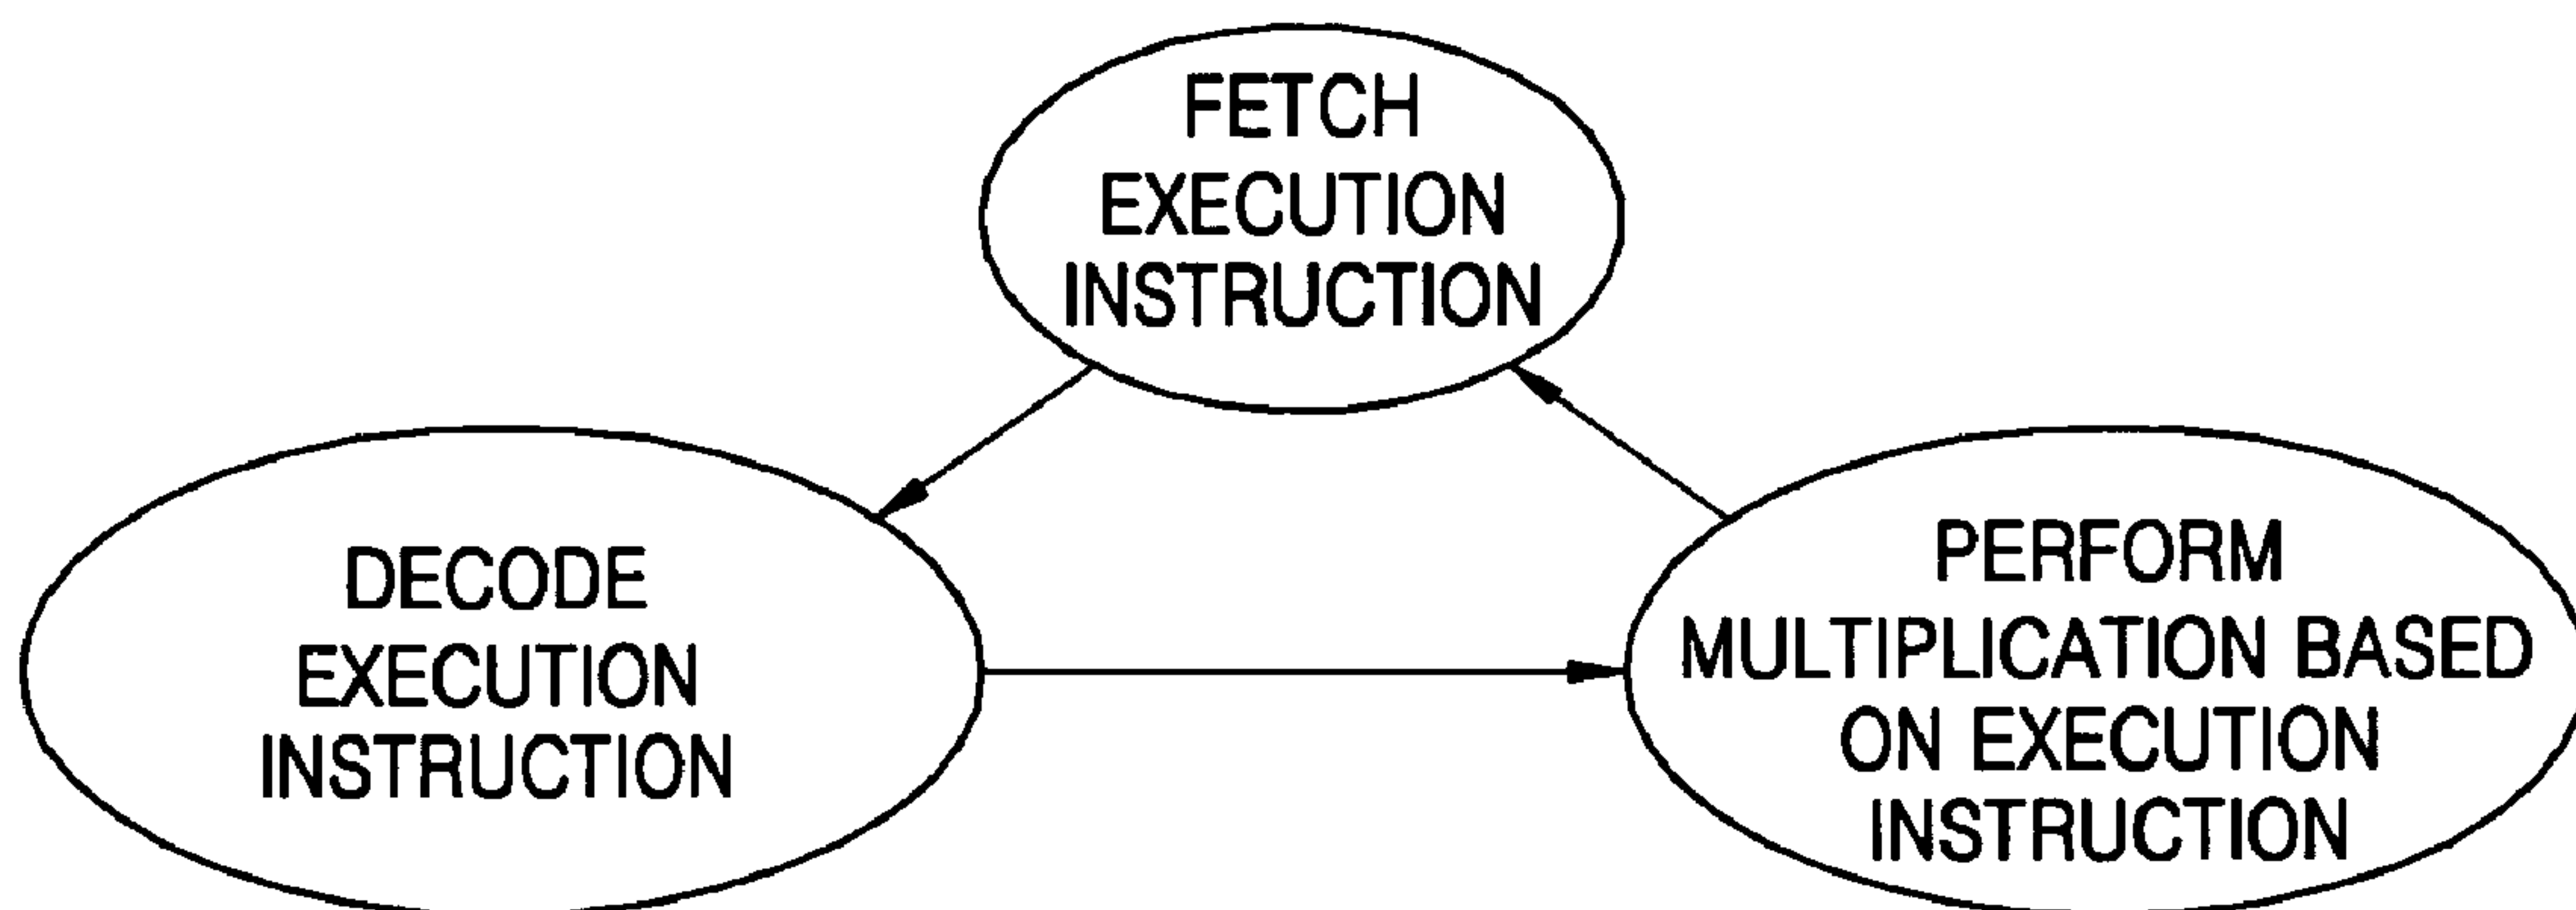 FETCH
EXECUTION
INSTRUCTION
DECODE
EXECUTION
INSTRUCTION
PERFORM
MULTIPLICATION BASED
ON EXECUTION
INSTRUCTION